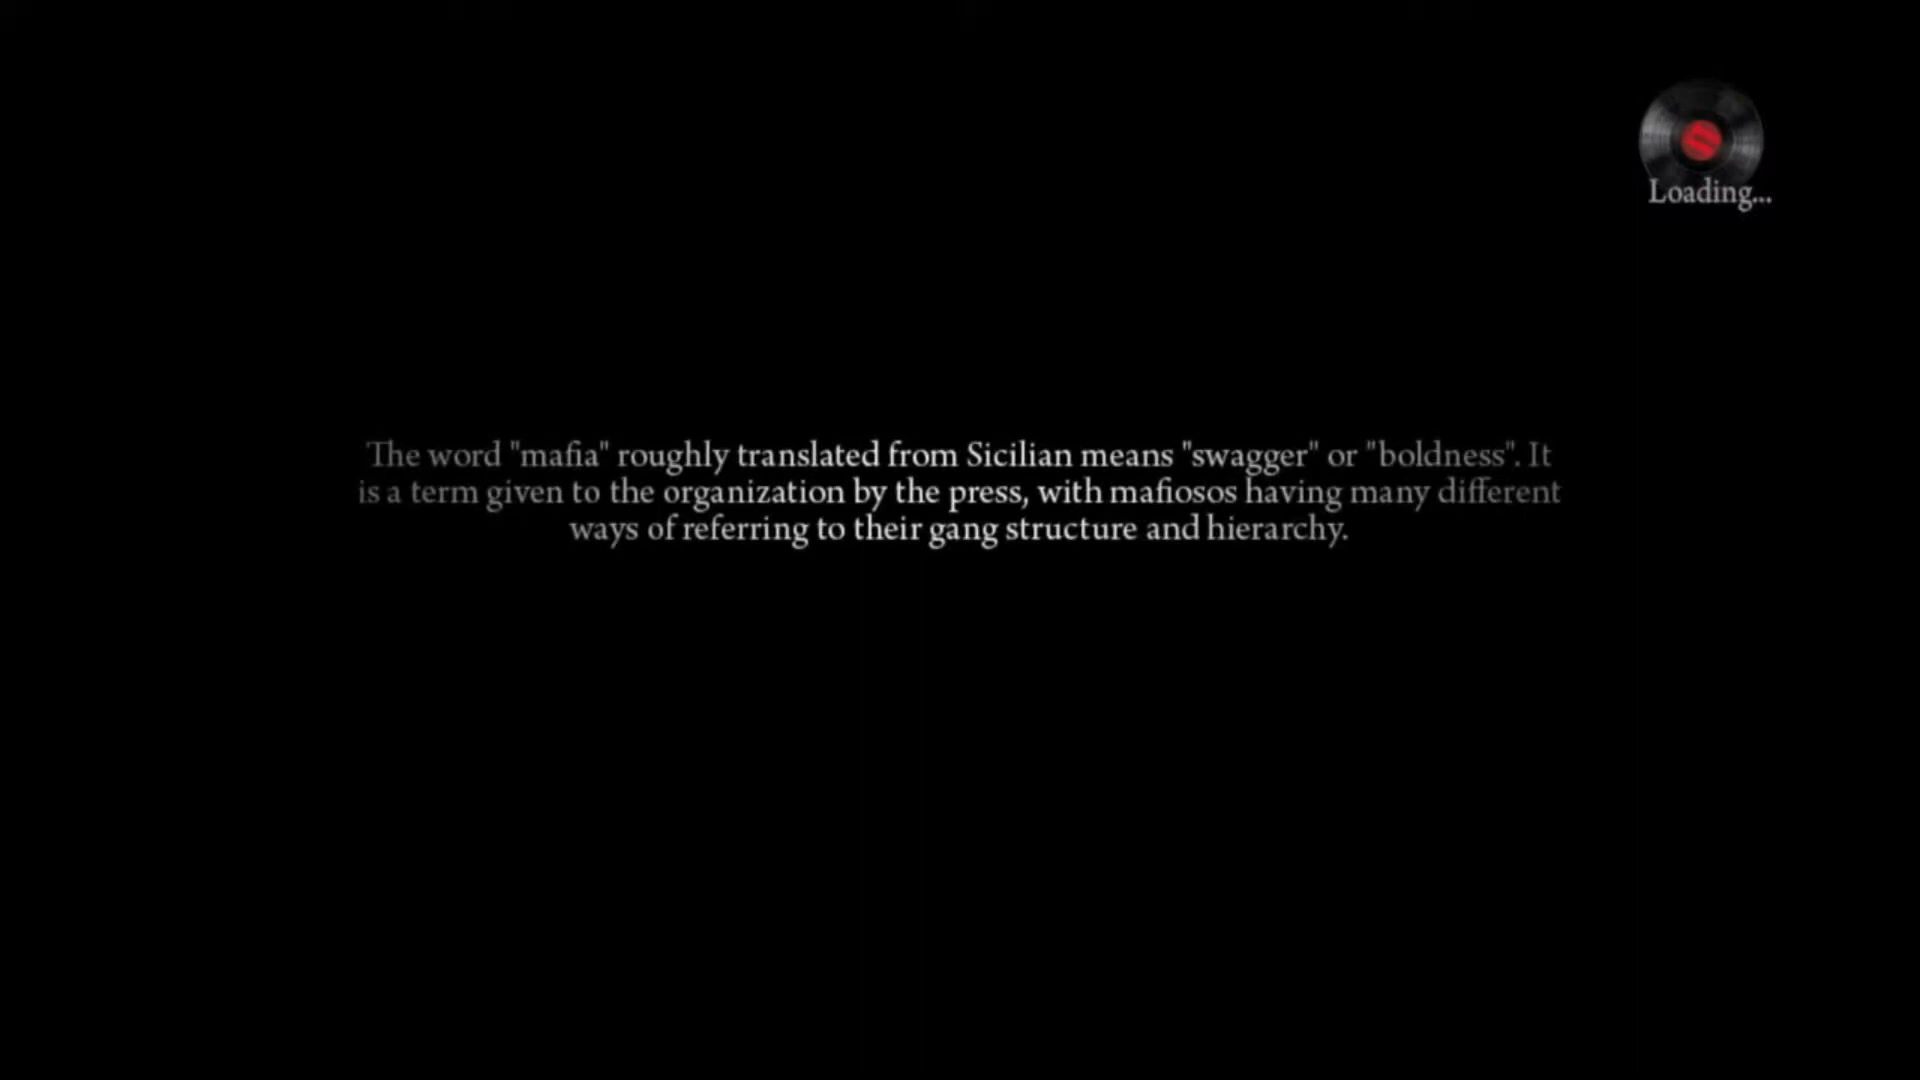 Loading...
The word "mafia" roughly translated from Sicilian means "swagger" or "boldness". It
is a term given to the organization by the press, with mafiosos having many different
ways of referring to their gang structure and hierarchy.